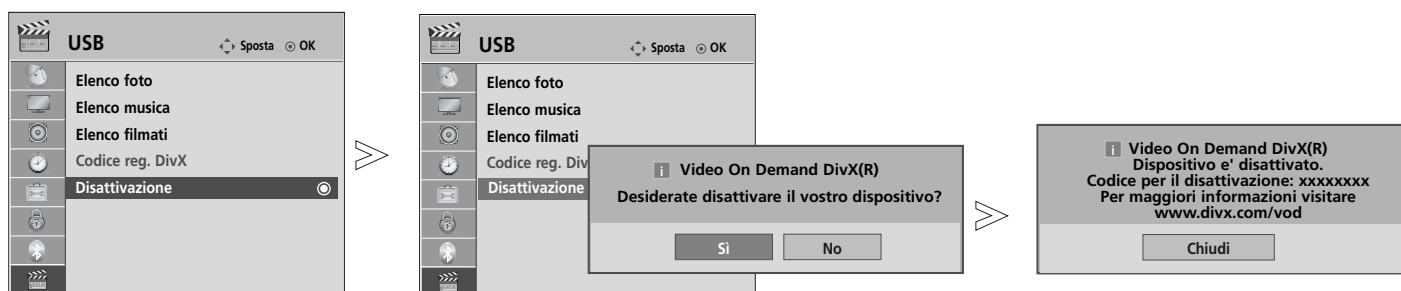 USB
Sposta OK
Elenco foto
Elenco musica
Elenco filmati
Codice reg. DivX
Disattivazione
USB
Sposta OK
Elenco foto
Elenco musica
Elenco filmati
Codice reg. Div
Disattivazione
i Video On Demand DivX(R)
Desiderate disattivare il vostro dispositivo?
Sì No
i Video On Demand DivX(R)
Dispositivo e' disattivato.
Codice per il disattivazione: xxxxxxxx
Per maggiori informazioni visitare
www.divx.com/vod
Chiudi